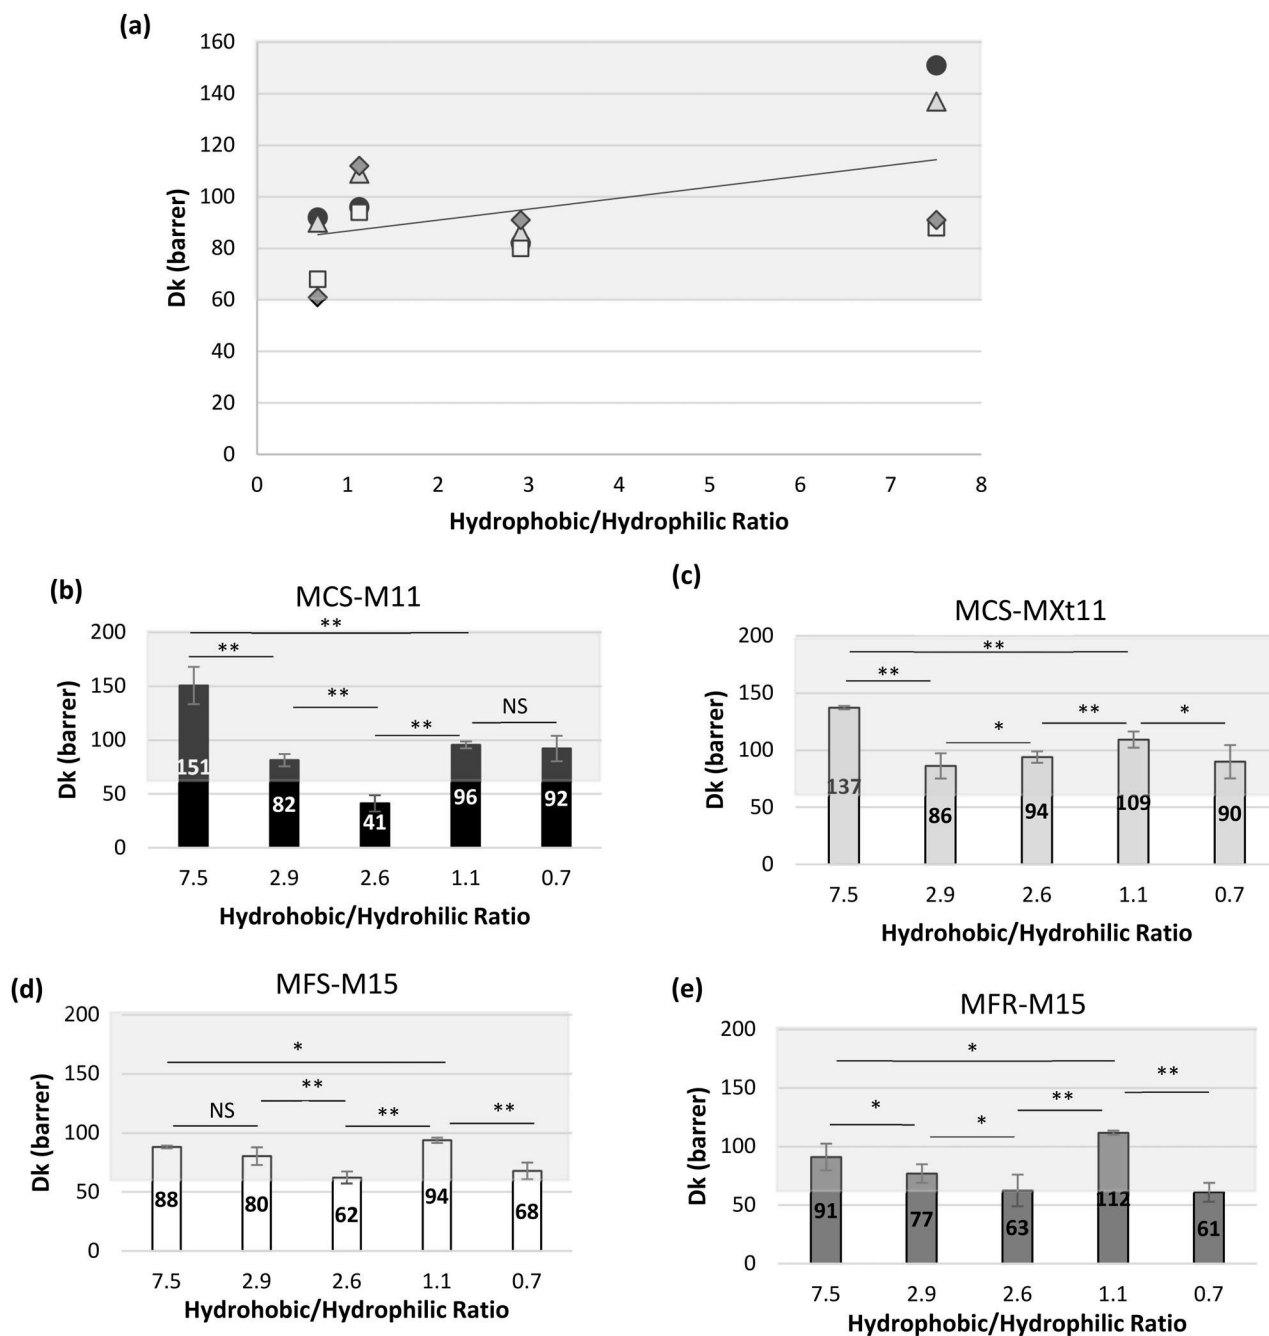 (a)
160
140
120
100
80
60
40
20
0
Dk (barrer)
0 1 2 3 4 5 6 7 8
Hydrophobic/Hydrophilic Ratio
(b)
MCS-M11
200
150
100
50
0
Dk (barrer)
**
**
**
**
NS
151 82 41 96 92
7.5 2.9 2.6 1.1 0.7
Hydrohobic/Hydrohilic Ratio
(c)
MCS-MXt11
200
150
100
50
0
Dk (barrer)
**
**
*
**
*
137 86 94 109 90
7.5 2.9 2.6 1.1 0.7
Hydrohobic/Hydrohilic Ratio
(d)
MFS-M15
200
150
100
50
0
Dk (barrer)
*
NS
**
**
**
88 80 62 94 68
7.5 2.9 2.6 1.1 0.7
Hydrohobic/Hydrophilic Ratio
(e)
MFR-M15
200
150
100
50
0
Dk (barrer)
*
*
*
**
**
91 77 63 112 61
7.5 2.9 2.6 1.1 0.7
Hydrophobic/Hydrophilic Ratio